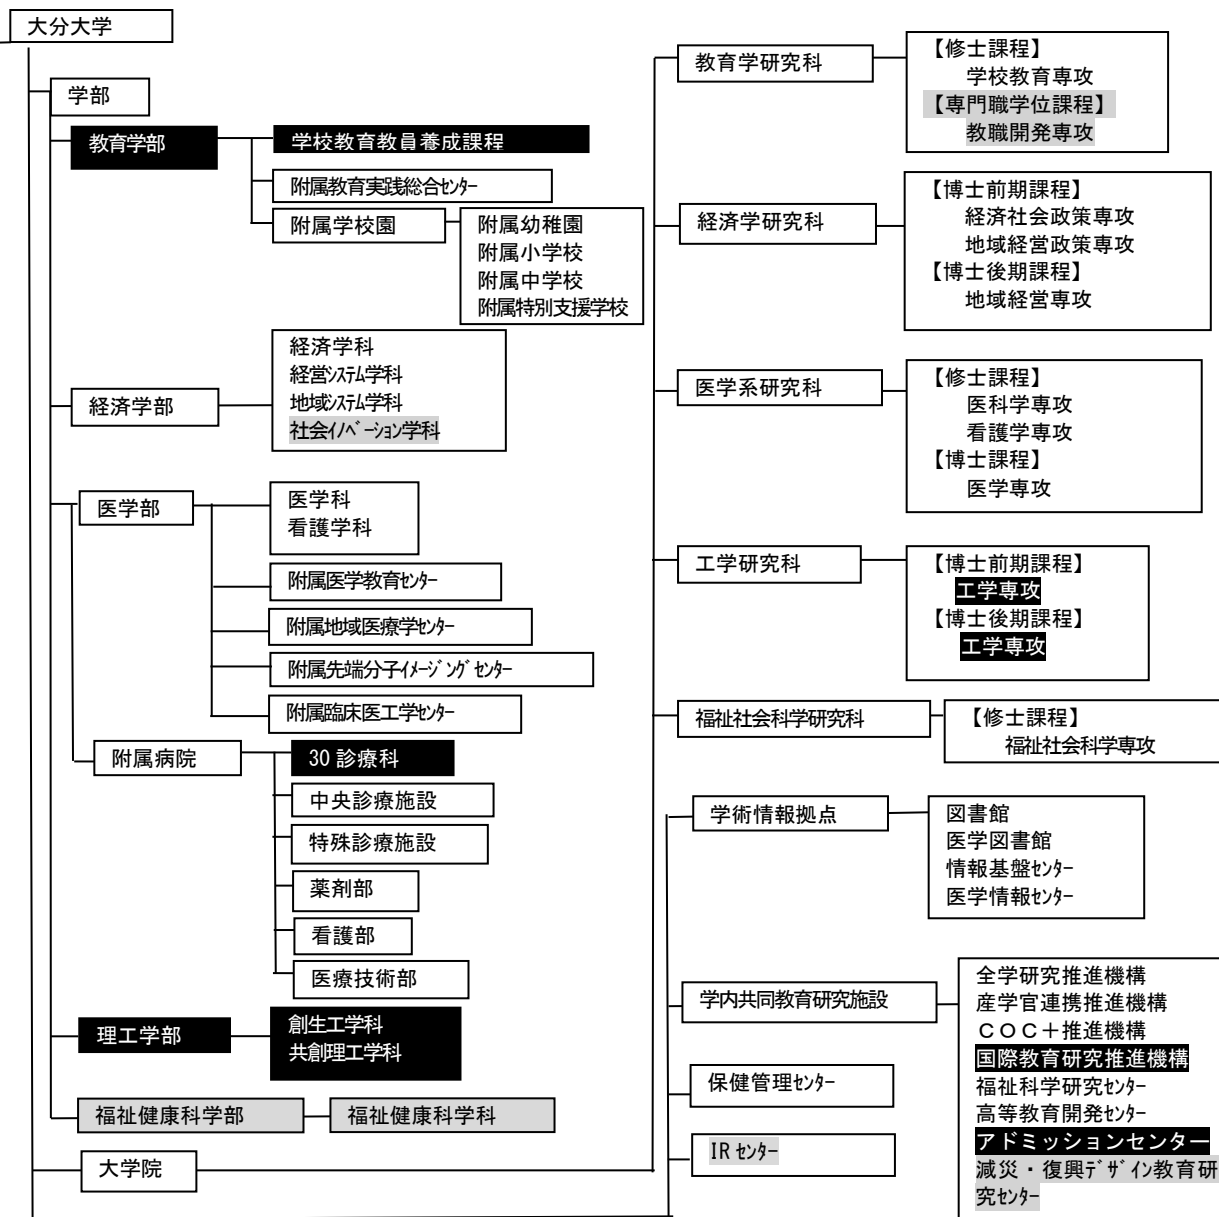 大分大学
学部
教育学部
学校教育教員養成課程
附属教育実践総合ｾﾝﾀｰ
附属学校園
附属幼稚園
附属小学校
附属中学校
附属特別支援学校
経済学部
経済学科
経営ｼｽﾃﾑ学科
地域ｼｽﾃﾑ学科
社会ｲﾉﾍﾞｰｼｮﾝ学科
医学部
医学科
看護学科
附属医学教育ｾﾝﾀｰ
附属地域医療学ｾﾝﾀｰ
附属先端分子ｲﾒｰｼﾞﾝｸﾞｾﾝﾀｰ
附属臨床医工学ｾﾝﾀｰ
附属病院
30 診療科
中央診療施設
特殊診療施設
薬剤部
看護部
医療技術部
理工学部
創生工学科
共創理工学科
福祉健康科学部
福祉健康科学科
大学院
教育学研究科
【修士課程】
学校教育専攻
【専門職学位課程】
教職開発専攻
経済学研究科
【博士前期課程】
経済社会政策専攻
地域経営政策専攻
【博士後期課程】
地域経営専攻
医学系研究科
【修士課程】
医科学専攻
看護学専攻
【博士課程】
医学専攻
工学研究科
【博士前期課程】
工学専攻
【博士後期課程】
工学専攻
福祉社会科学研究科
【修士課程】
福祉社会科学専攻
学術情報拠点
図書館
医学図書館
情報基盤ｾﾝﾀｰ
医学情報ｾﾝﾀｰ
学内共同教育研究施設
全学研究推進機構
産学官連携推進機構
ＣＯＣ＋推進機構
国際教育研究推進機構
福祉科学研究ｾﾝﾀｰ
高等教育開発ｾﾝﾀｰ
アドミッションセンター
減災・復興ﾃﾞｻﾞｲﾝ教育研
究ｾﾝﾀｰ
保健管理ｾﾝﾀｰ
IR ｾﾝﾀｰ